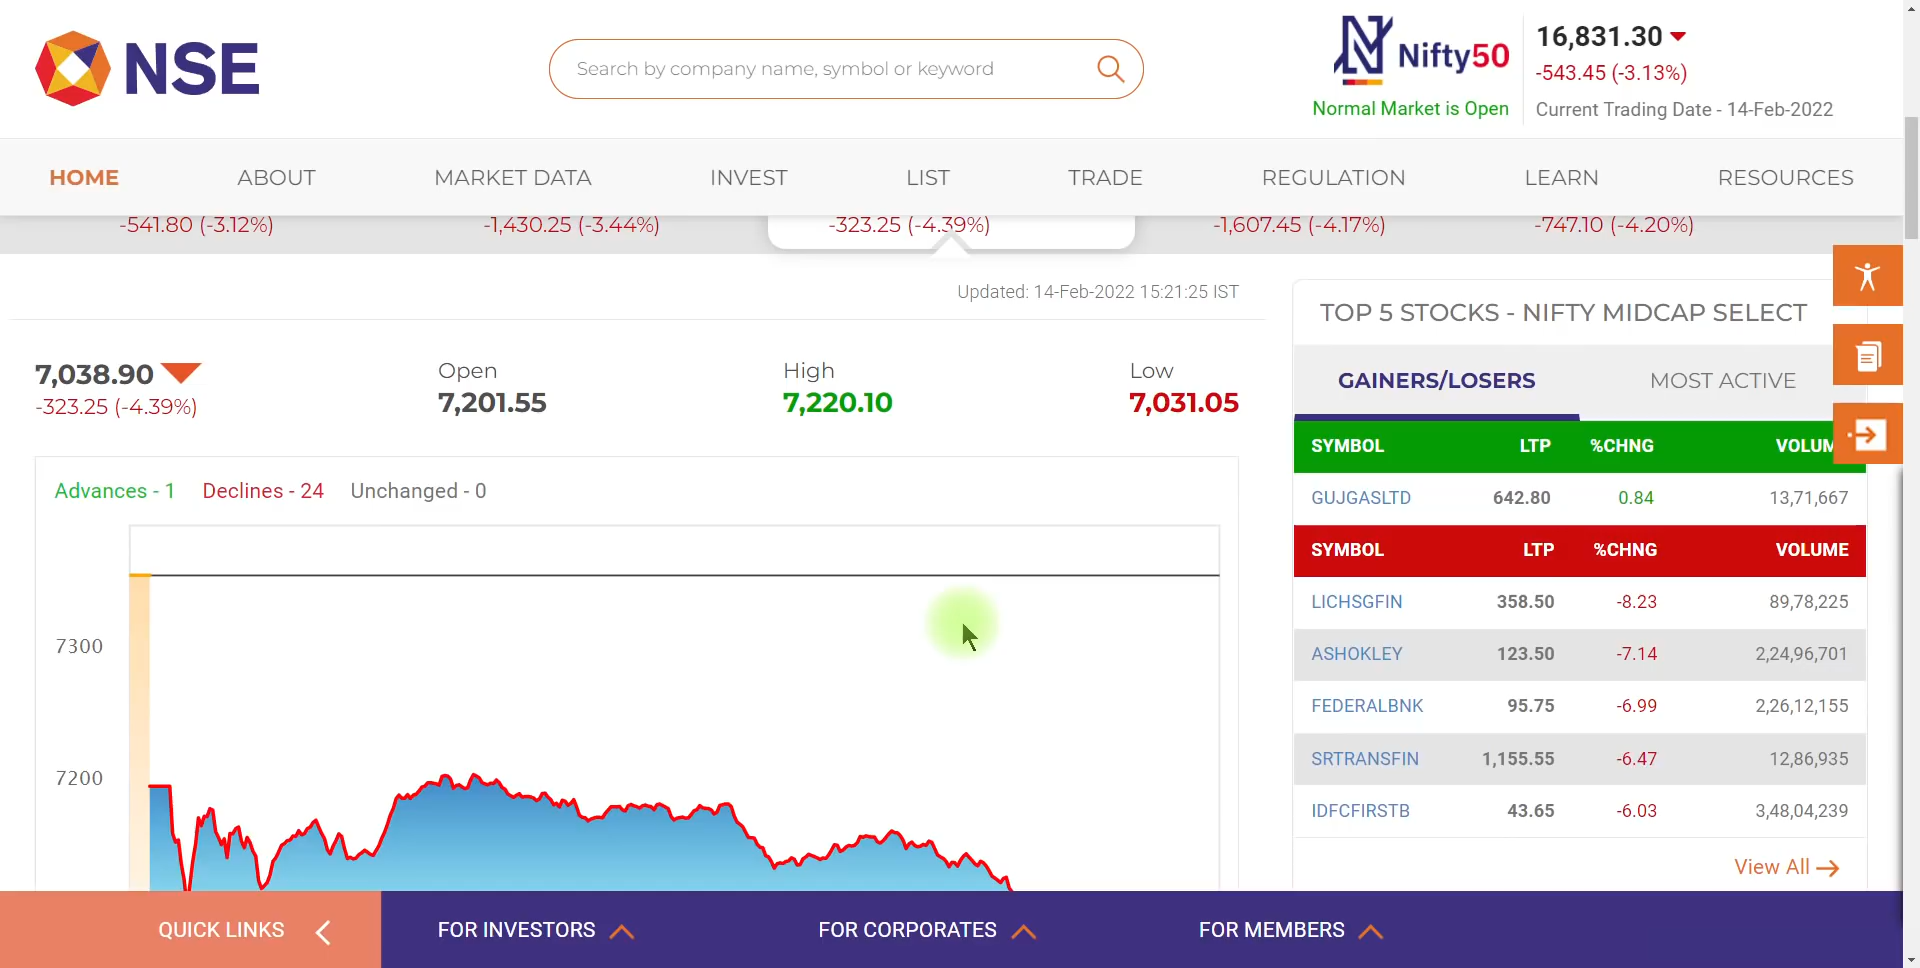 NSE
Search by company name, symbol or keyword
Nifty50
Normal Market is Open
16,831.30
-543.45 (-3.13%)
Current Trading Date - 14-Feb-2022
HOME ABOUT MARKET DATA INVEST LIST TRADE REGULATION LEARN RESOURCES
-541.80 (-3.12%) -1,430.25 (-3.44%) -323.25 (-4.39%) -1,607.45 (-4.17%) -747.10 (-4.20%)
Updated: 14-Feb-2022 15:21:25 IST
7,038.90
-323.25 (-4.39%)
Open
7,201.55
High
7,220.10
Low
7,031.05
Advances - 1 Declines - 24 Unchanged - 0
7300
7200
TOP 5 STOCKS - NIFTY MIDCAP SELECT
GAINERS/LOSERS MOST ACTIVE
SYMBOL LTP %CHNG VOLUM
GUJGASLTD 642.80 0.84 13,71,667
SYMBOL LTP %CHNG VOLUME
LICHSGFIN 358.50 -8.23 89,78,225
ASHOKLEY 123.50 -7.14 2,24,96,701
FEDERALBNK 95.75 -6.99 2,26,12,155
SRTRANSFIN 1,155.55 -6.47 12,86,935
IDFCFIRSTB 43.65 -6.03 3,48,04,239
View All
QUICK LINKS FOR INVESTORS FOR CORPORATES FOR MEMBERS